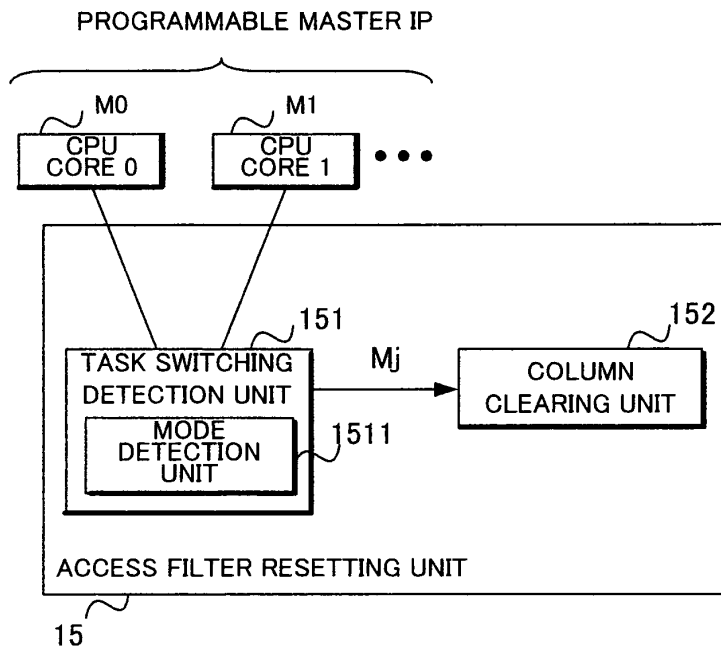 PROGRAMMABLE MASTER IP
M0
M1
CPU
CORE 0
CPU
CORE 1
151
152
TASK SWITCHING
DETECTION UNIT
Mj
COLUMN
CLEARING UNIT
MODE
DETECTION
UNIT
1511
ACCESS FILTER RESETTING UNIT
15